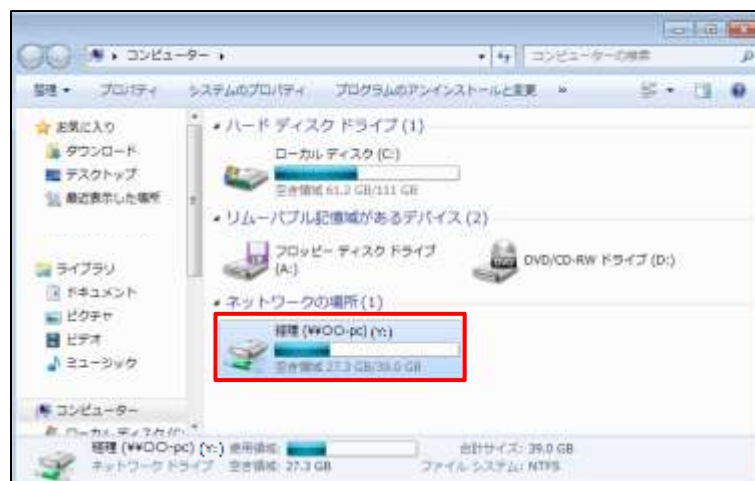 コンピューター
コンピューターの検索
整理 プロパティ システムのプロパティ プログラムのアンインストールと変更 »
お気に入り
ダウンロード
デスクトップ
最近表示した場所
ライブラリ
ドキュメント
ピクチャ
ビデオ
ミュージック
コンピューター
ローカル ディスク (C:
ハード ディスク ドライブ (1)
ローカル ディスク (C:)
空き領域 61.2 GB/111 GB
リムーバブル記憶域があるデバイス (2)
フロッピー ディスク ドライブ
(A:)
DVD/CD-RW ドライブ (D:)
ネットワークの場所 (1)
経理 (¥¥○○-pc) (Y:)
空き領域 27.3 GB/39.0 GB
経理 (¥¥○○-pc) (Y:) 使用領域: 合計サイズ: 39.0 GB
ネットワーク ドライブ 空き領域: 27.3 GB ファイル システム: NTFS